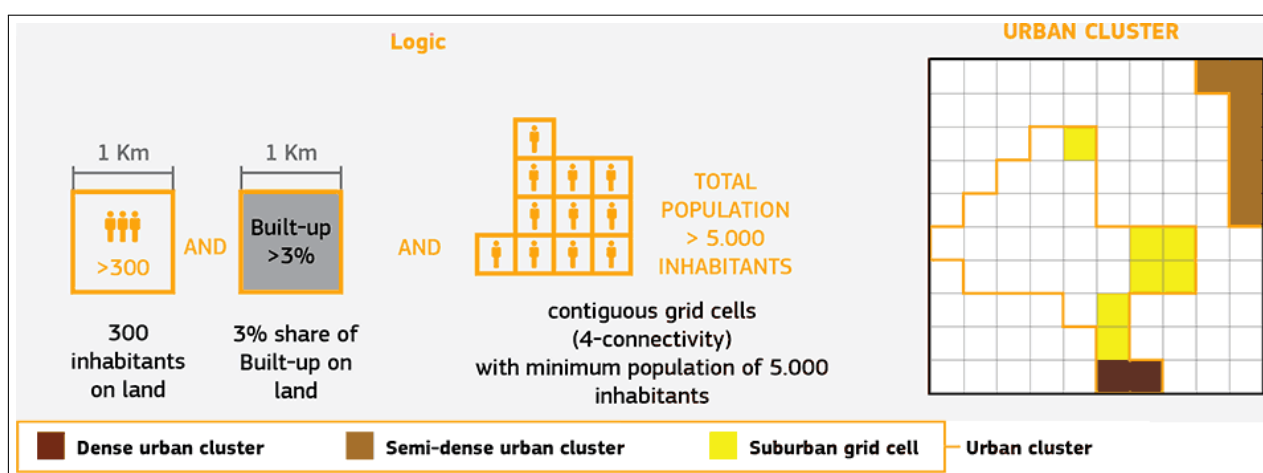 Logic
URBAN CLUSTER
1 Km
1 Km
>300
AND
Built-up
>3%
AND
TOTAL
POPULATION
> 5.000
INHABITANTS
300
inhabitants
on land
3% share of
Built-up on
land
contiguous grid cells
(4-connectivity)
with minimum population of 5.000
inhabitants
Dense urban cluster
Semi-dense urban cluster
Suburban grid cell
Urban cluster